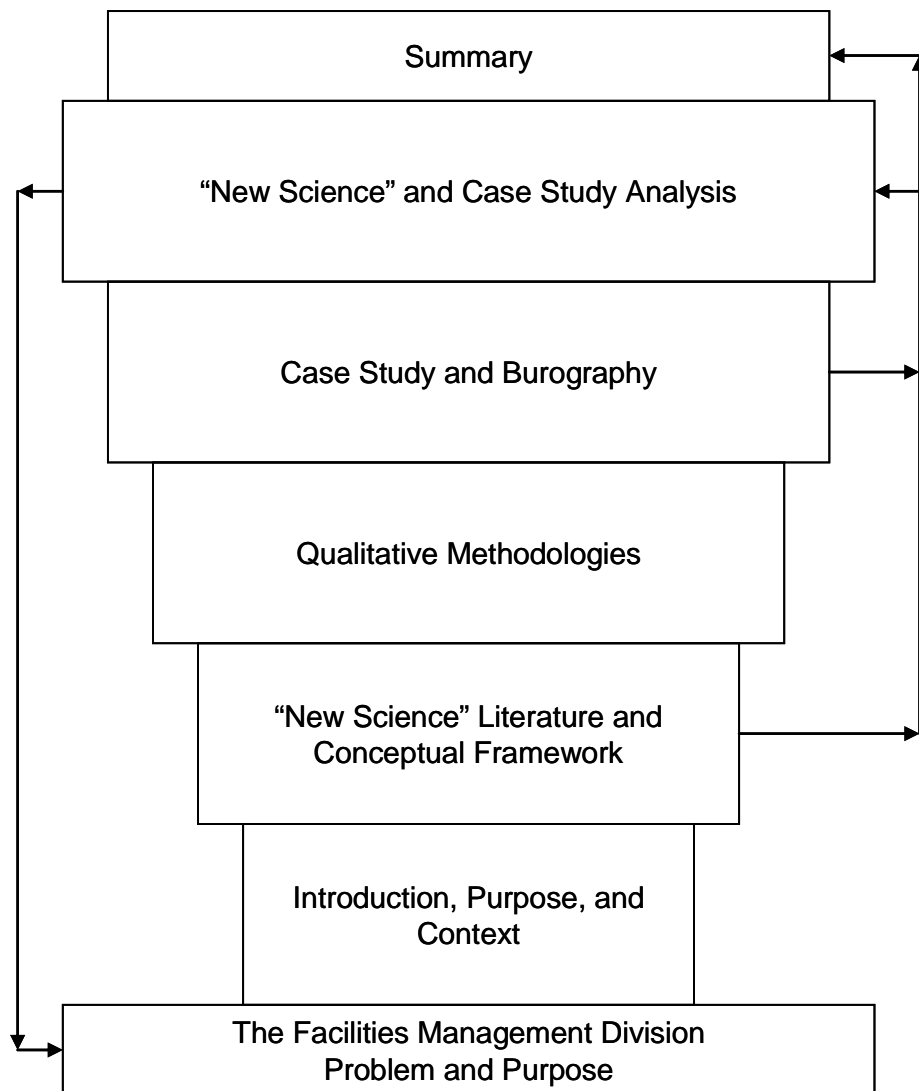 Summary
“New Science” and Case Study Analysis
Case Study and Burography
Qualitative Methodologies
“New Science” Literature and
Conceptual Framework
Introduction, Purpose, and
Context
The Facilities Management Division
Problem and Purpose